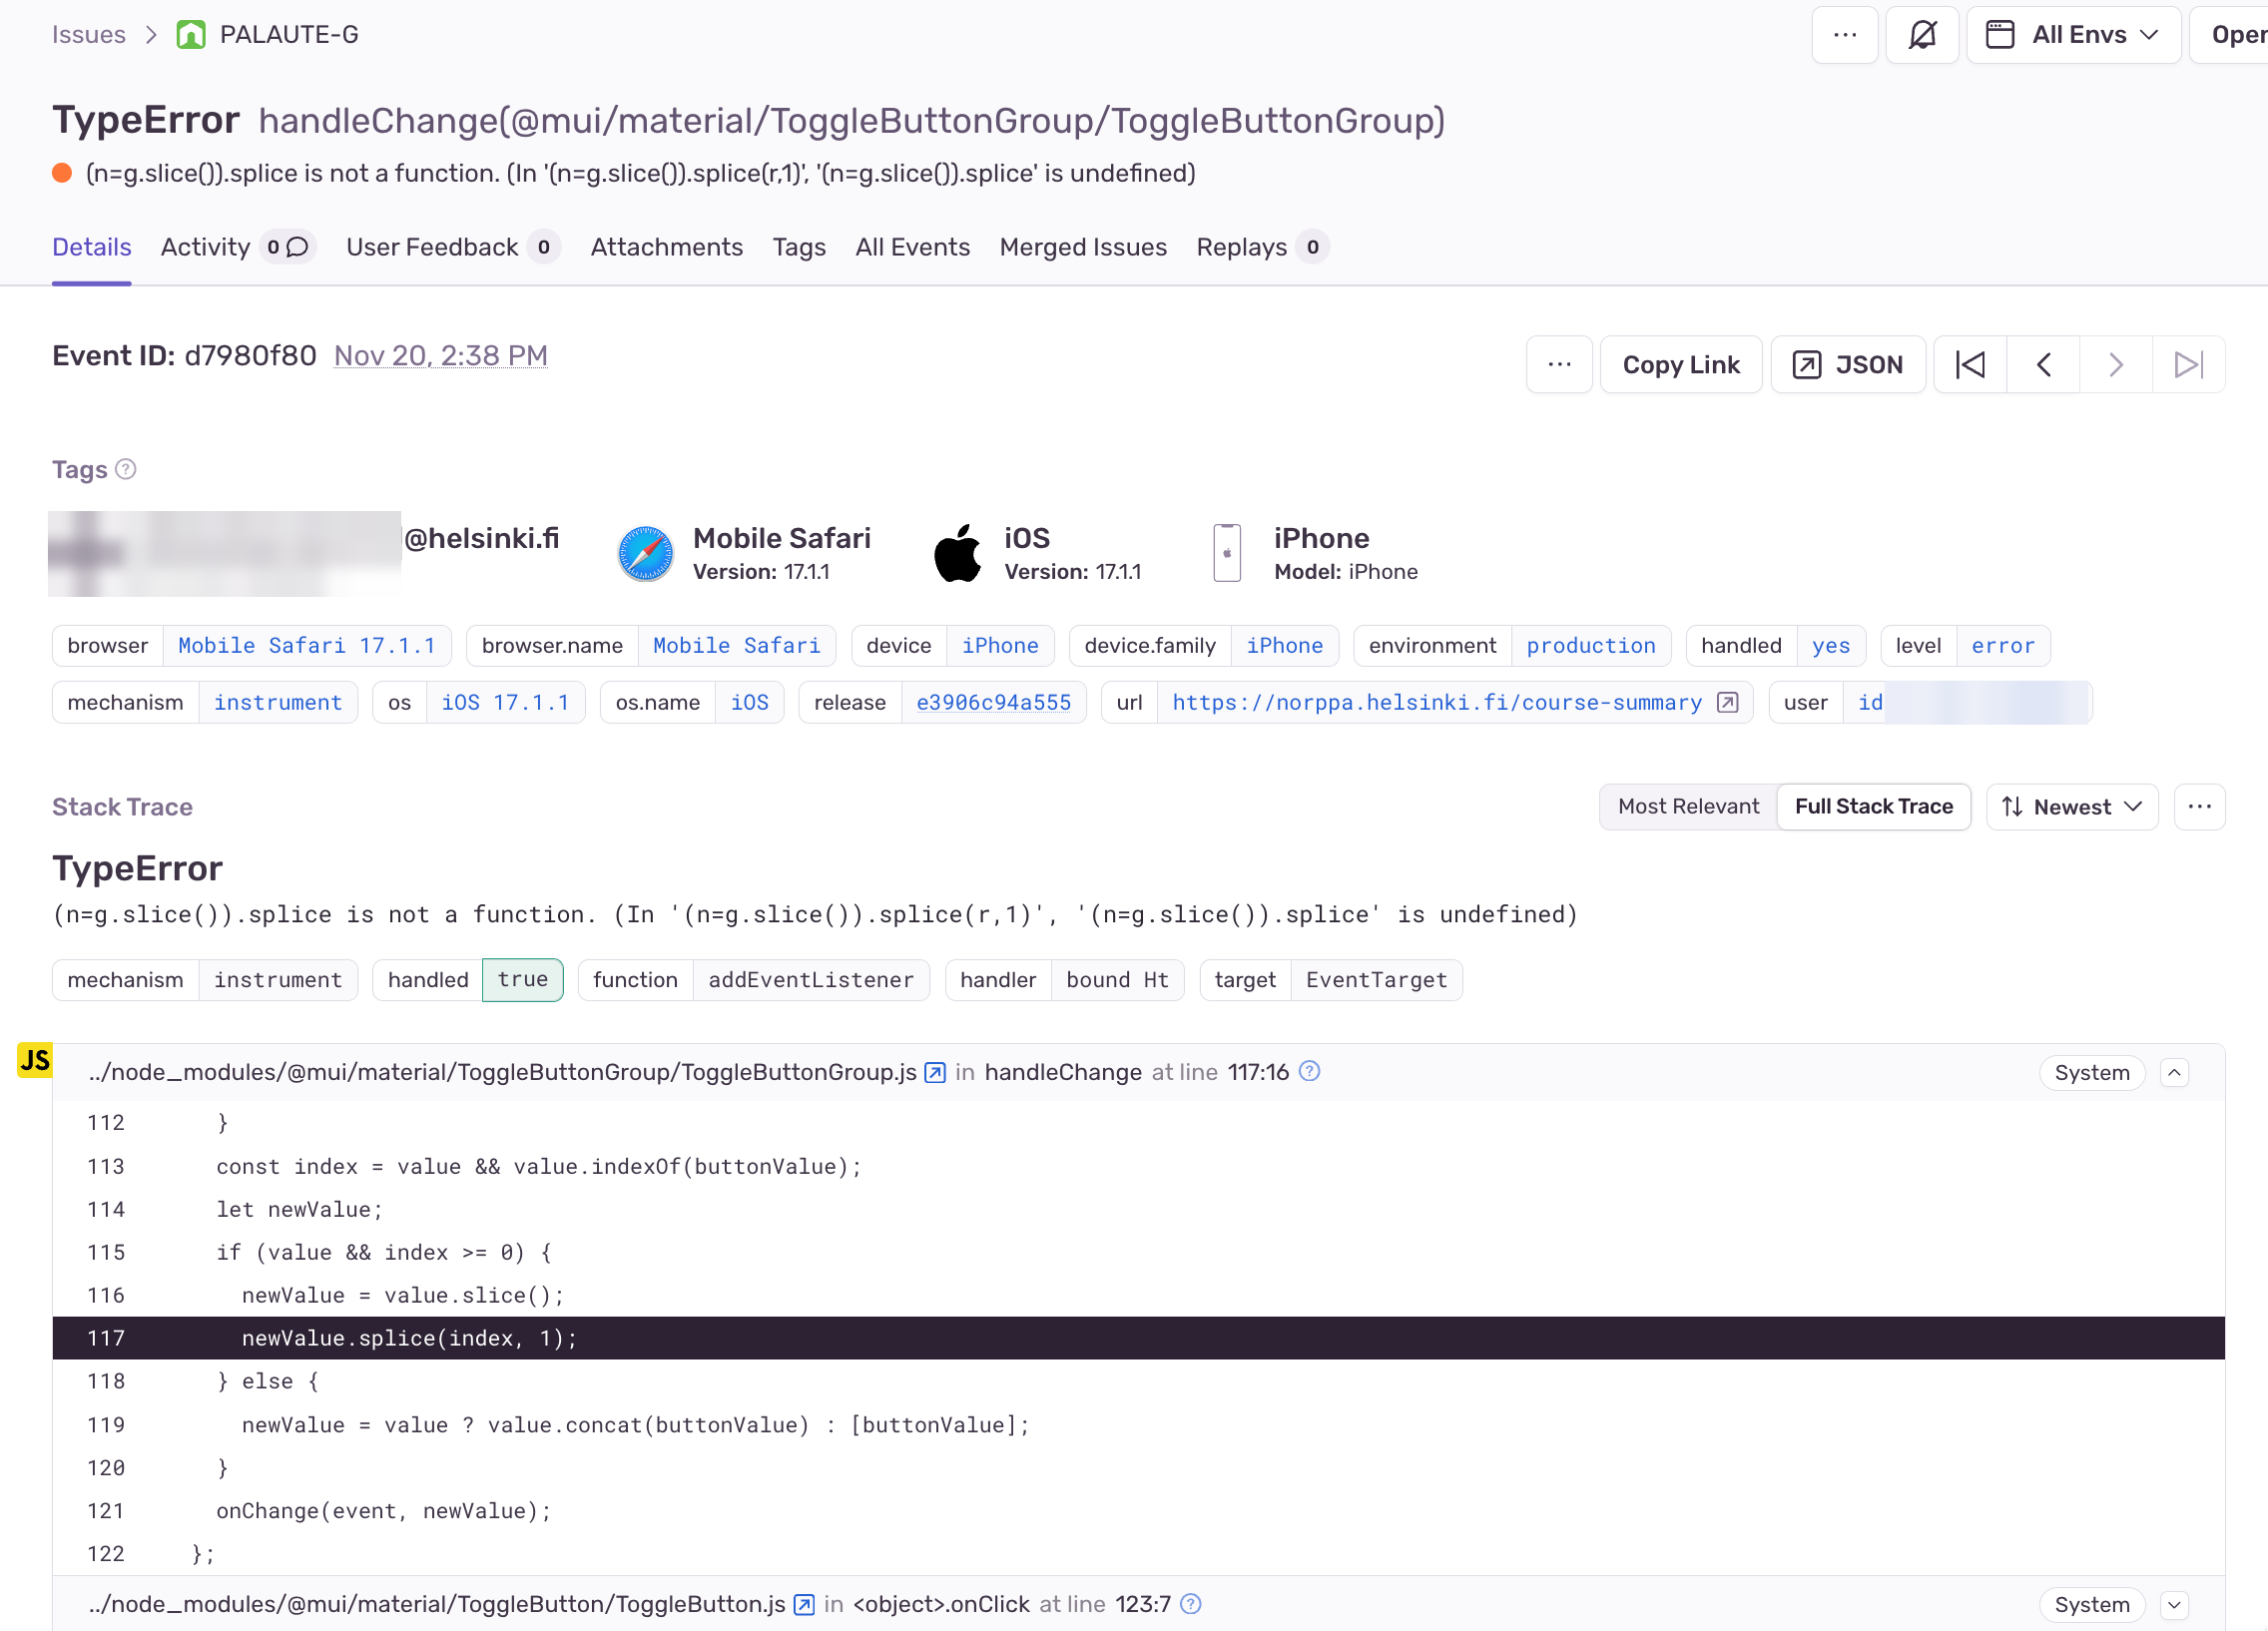 Issues > PALAUTE-G
··· All Envs
TypeError handleChange(@mui/material/ToggleButtonGroup/ToggleButtonGroup)
(n=g.slice()).splice is not a function. (In '(n=g.slice()).splice(r,1)', '(n=g.slice()).splice' is undefined)
Details Activity 0 User Feedback 0 Attachments Tags All Events Merged Issues Replays 0
Event ID: d7980f80 Nov 20, 2:38 PM
··· Copy Link JSON
Tags ?
@helsinki.fi Mobile Safari iOS iPhone
Version: 17.1.1 Version: 17.1.1 Model: iPhone
browser Mobile Safari 17.1.1 browser.name Mobile Safari device iPhone device.family iPhone environment production handled yes level error
mechanism instrument os iOS 17.1.1 os.name iOS release e3906c94a555 url https://norppa.helsinki.fi/course-summary user id
Stack Trace Most Relevant Full Stack Trace Newest ···
TypeError
(n=g.slice()).splice is not a function. (In '(n=g.slice()).splice(r,1)', '(n=g.slice()).splice' is undefined)
mechanism instrument handled true function addEventListener handler bound Ht target EventTarget
JS
../node_modules/@mui/material/ToggleButtonGroup/ToggleButtonGroup.js in handleChange at line 117:16 ? System
112 }
113 const index = value && value.indexOf(buttonValue);
114 let newValue;
115 if (value && index >= 0) {
116 newValue = value.slice();
117 newValue.splice(index, 1);
118 } else {
119 newValue = value ? value.concat(buttonValue) : [buttonValue];
120 }
121 onChange(event, newValue);
122 };
../node_modules/@mui/material/ToggleButton/ToggleButton.js in <object>.onClick at line 123:7 ? System